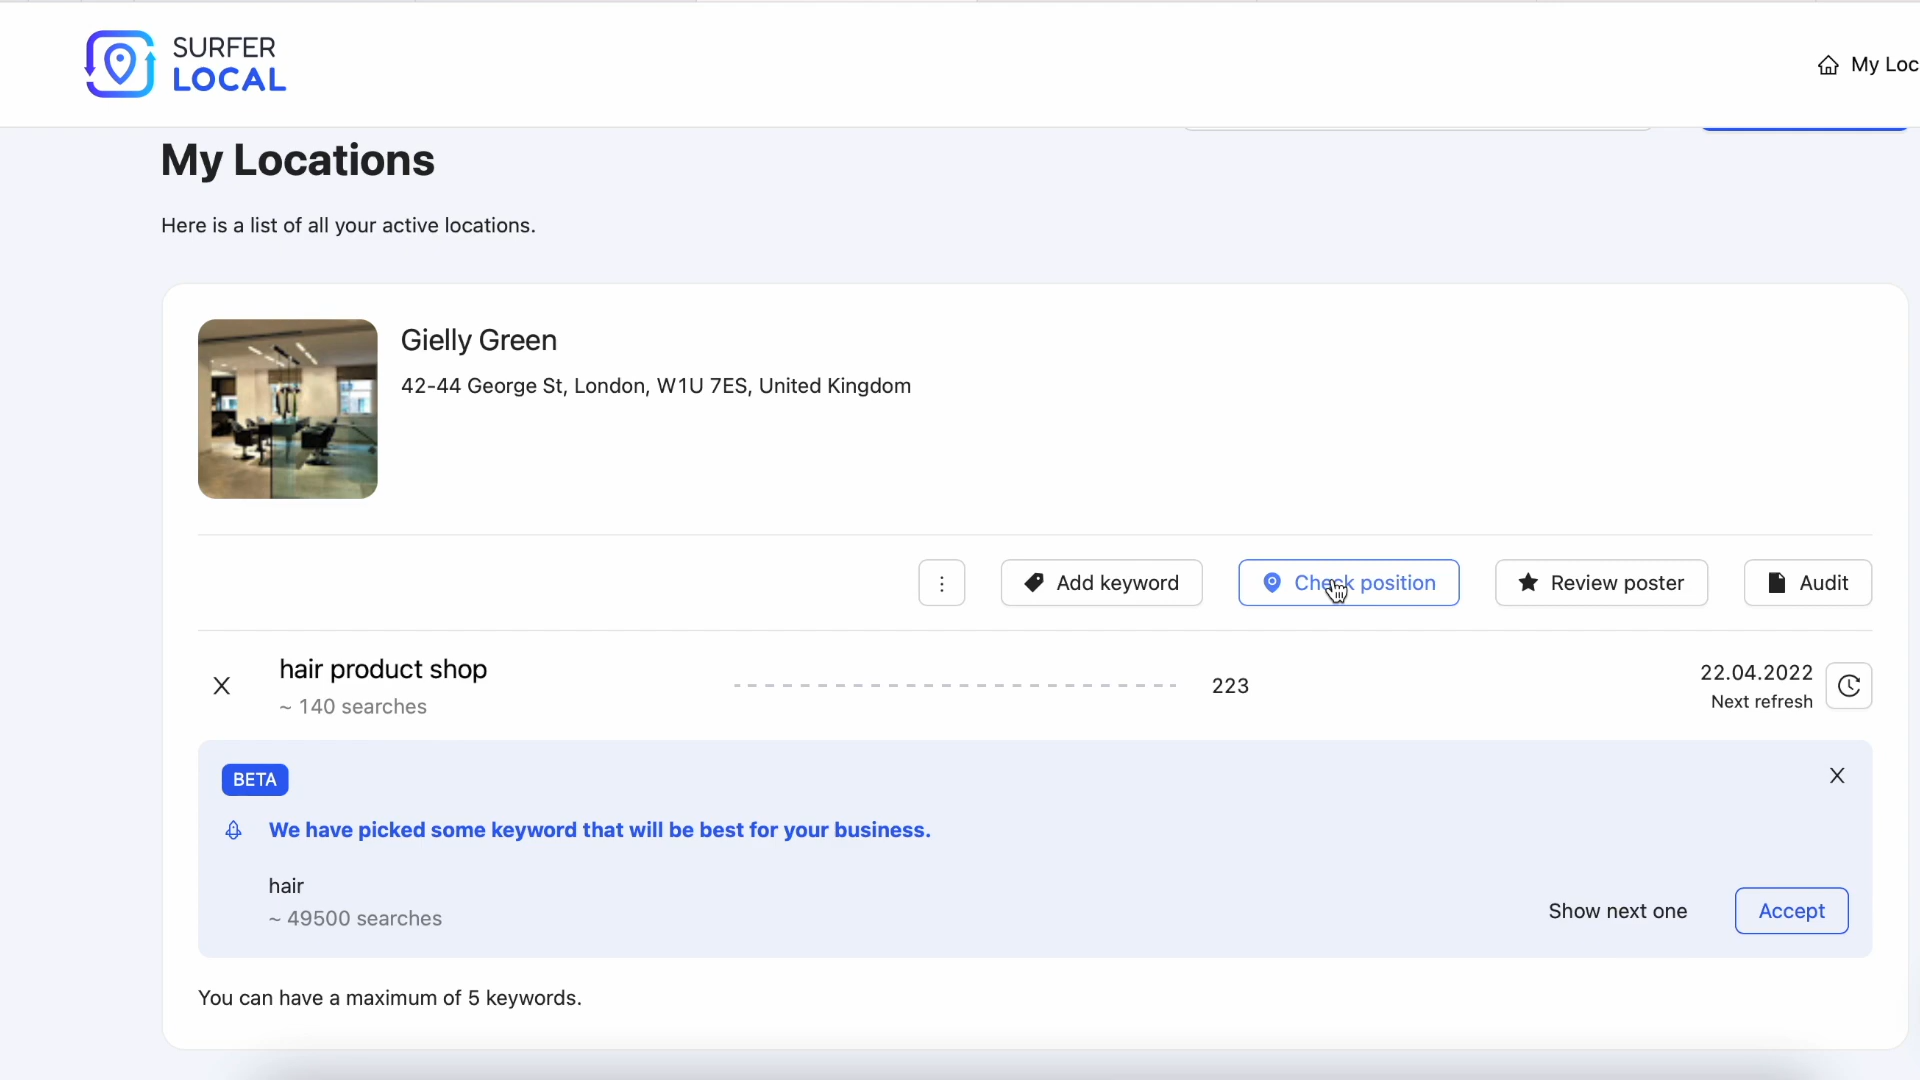 SURFER
LOCAL
My Loc
My Locations
Here is a list of all your active locations.
Gielly Green
42-44 George St, London, W1U 7ES, United Kingdom
Add keyword
Check position
Review poster
Audit
hair product shop
~ 140 searches
223
22.04.2022
Next refresh
BETA
We have picked some keyword that will be best for your business.
hair
~ 49500 searches
Show next one
Accept
You can have a maximum of 5 keywords.